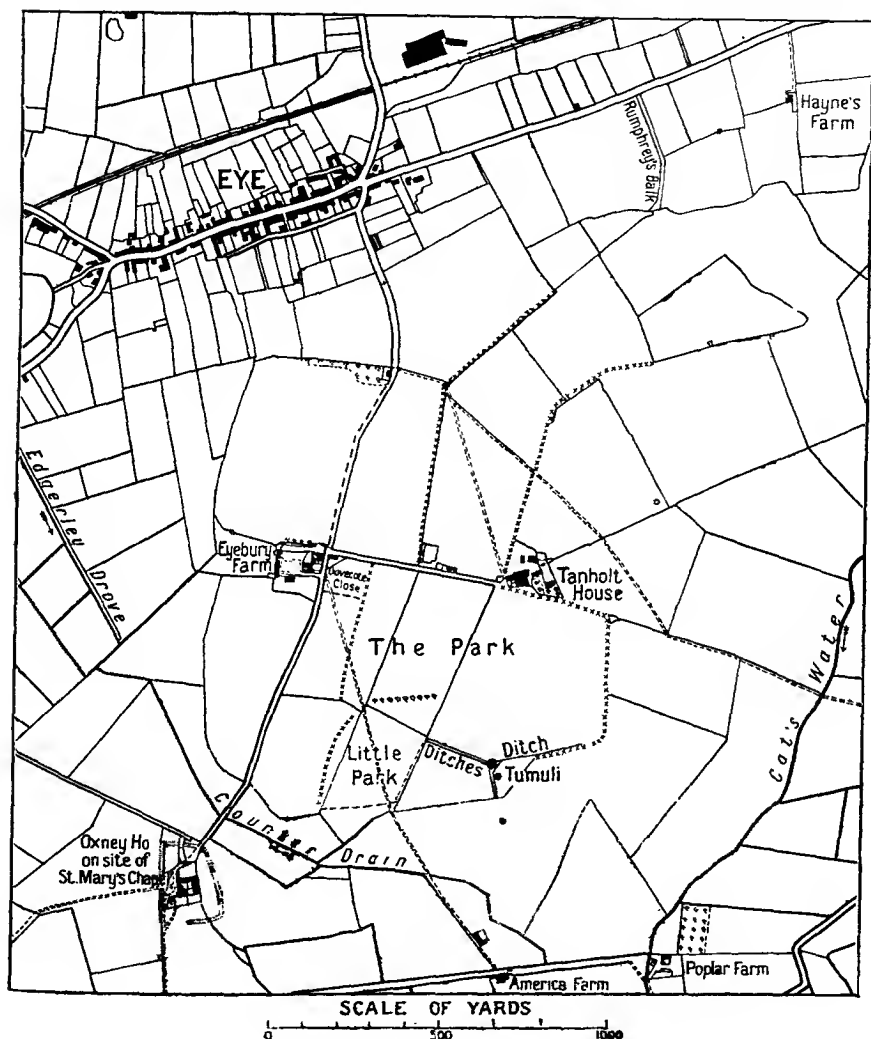 EYE
Rumphrey's Balk
Hayne's
Farm
Edgerley Drove
Eyebury
Farm
Dovecote
Close
Tanholt
House
Cat's Water
The Park
Little
Park
Ditches
Ditch
Tumuli
Counter Drain
Oxney Ho
on site of
St. Mary's Chapel
America Farm
Poplar Farm
SCALE OF YARDS
0 500 1000